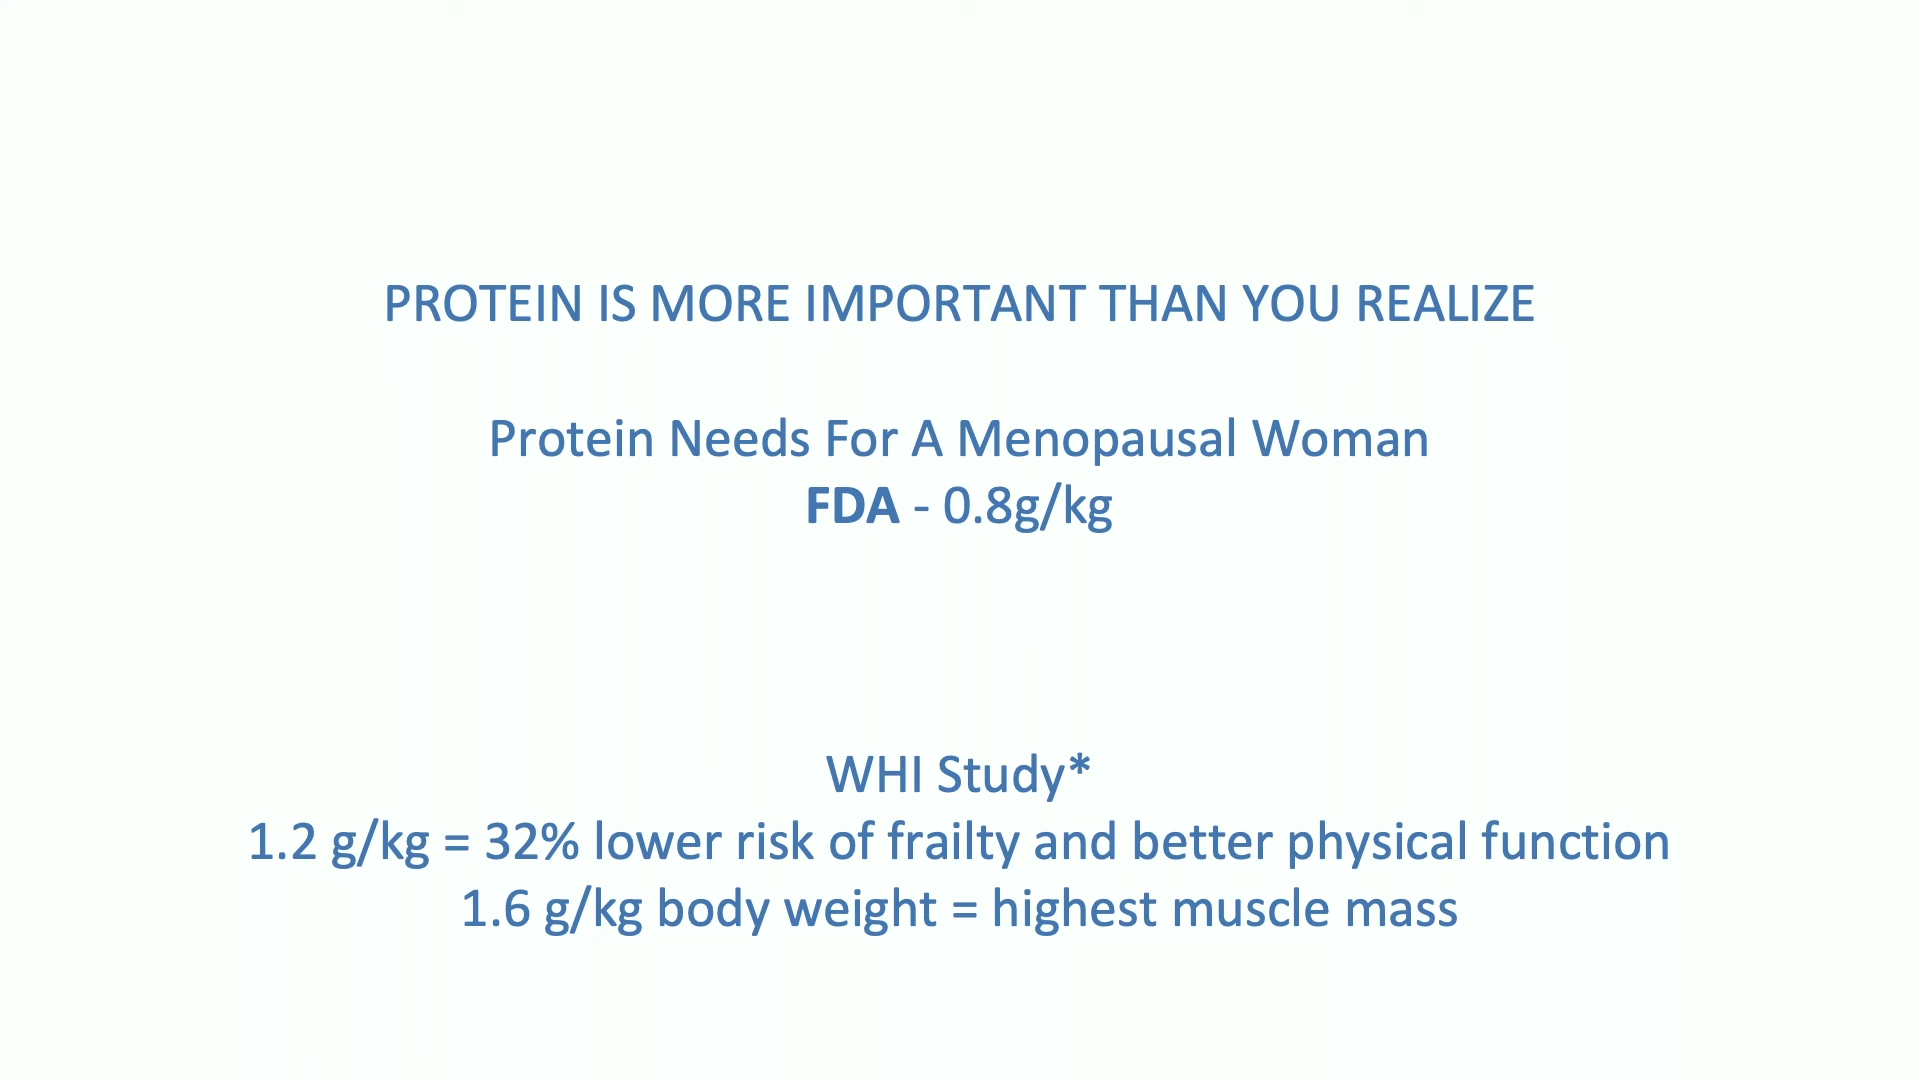 PROTEIN IS MORE IMPORTANT THAN YOU REALIZE
Protein Needs For A Menopausal Woman
FDA - 0.8g/kg
WHI Study*
1.2 g/kg = 32% lower risk of frailty and better physical function
1.6 g/kg body weight = highest muscle mass